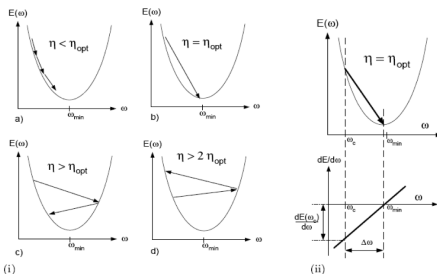 E(ω)
η < η_opt
ω
ω_min
a)
E(ω)
η = η_opt
ω
ω_min
b)
E(ω)
η > η_opt
ω
ω_min
c)
E(ω)
η > 2 η_opt
ω
ω_min
d)
(i)
E(ω)
η = η_opt
ω
ω_c
ω_min
dE/dω
ω
ω_c
ω_min
dE(ω_c)
dω
Δω
(ii)